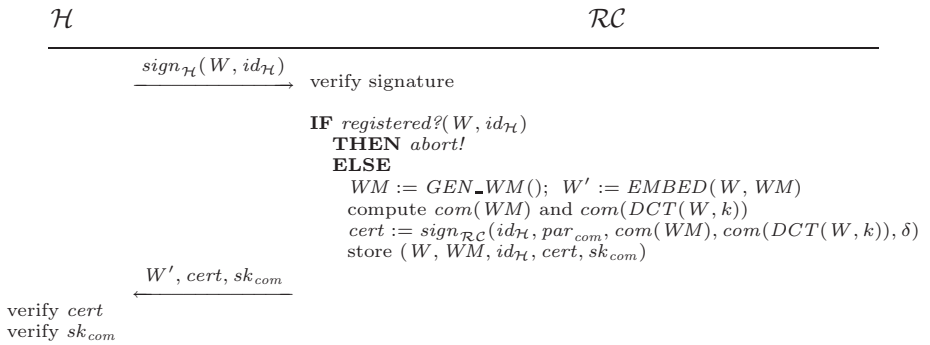 ℋ ℛ𝒞
sign_ℋ(W, id_ℋ)
verify signature
IF registered?(W, id_ℋ)
THEN abort!
ELSE
WM := GEN_WM(); W′ := EMBED(W, WM)
compute com(WM) and com(DCT(W, k))
cert := sign_ℛ𝒞(id_ℋ, par_com, com(WM), com(DCT(W, k)), δ)
store (W, WM, id_ℋ, cert, sk_com)
W′, cert, sk_com
verify cert
verify sk_com